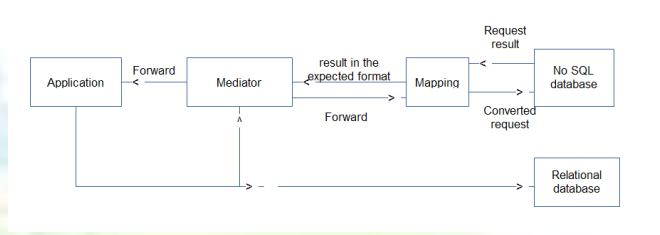 Request
result
Forward
result in the
expected format
Application
Mediator
Mapping
No SQL
database
Forward
Converted
request
Relational
database